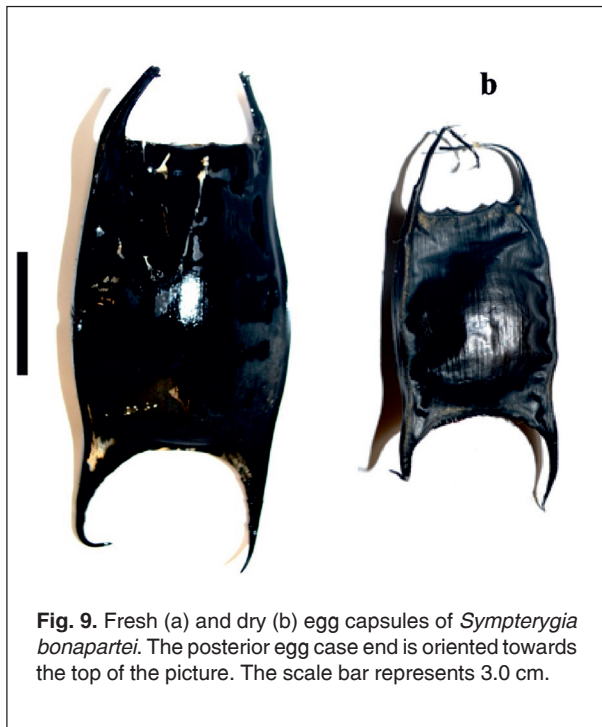 b
Fig. 9. Fresh (a) and dry (b) egg capsules of Sympterygia
bonapartei. The posterior egg case end is oriented towards
the top of the picture. The scale bar represents 3.0 cm.